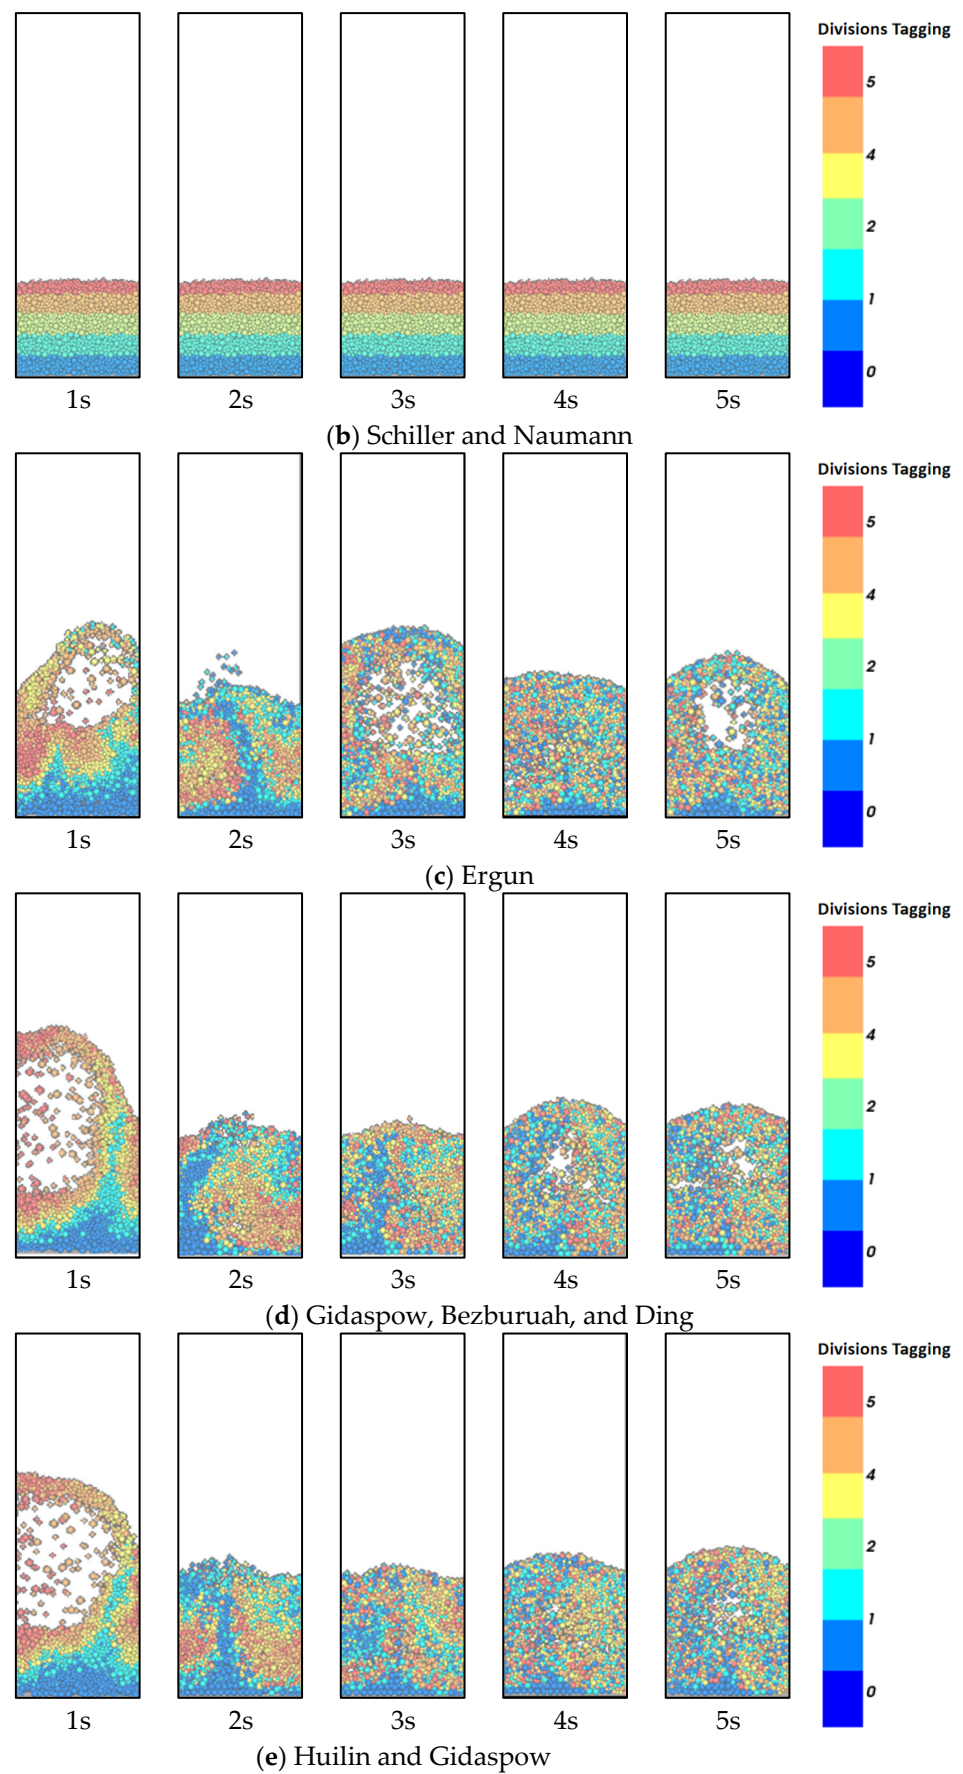 Divisions Tagging
5
4
2
1
0
1s 2s 3s 4s 5s
(b) Schiller and Naumann
Divisions Tagging
5
4
2
1
0
1s 2s 3s 4s 5s
(c) Ergun
Divisions Tagging
5
4
2
1
0
1s 2s 3s 4s 5s
(d) Gidaspow, Bezburuah, and Ding
Divisions Tagging
5
4
2
1
0
1s 2s 3s 4s 5s
(e) Huilin and Gidaspow